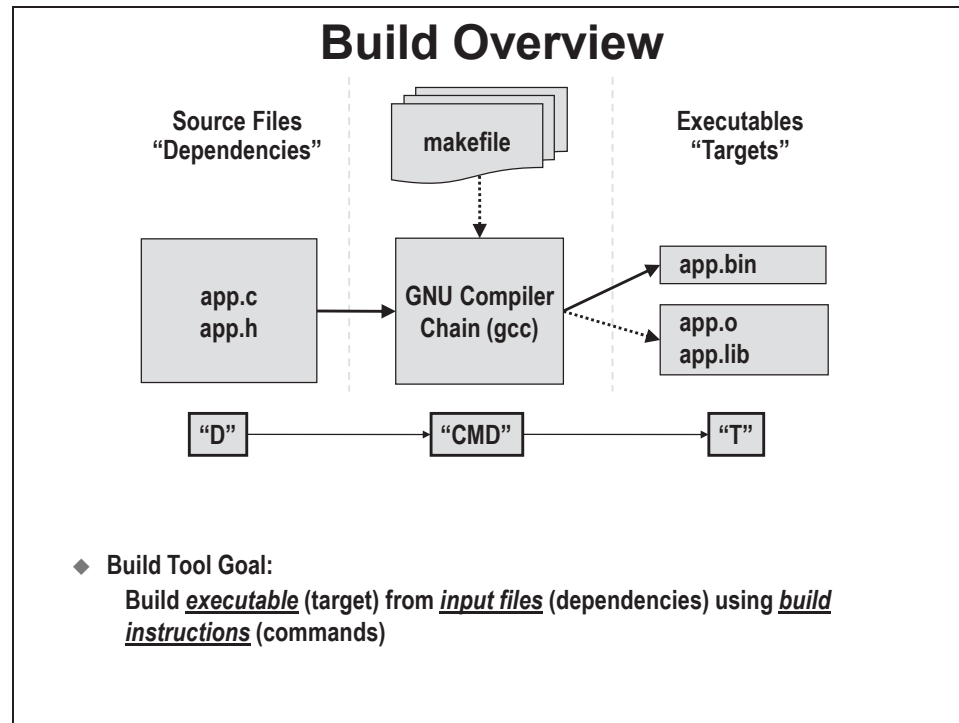 Build Overview
Source Files
“Dependencies”
makefile
Executables
“Targets”
app.c
app.h
GNU Compiler
Chain (gcc)
app.bin
app.o
app.lib
“D”
“CMD”
“T”
Build Tool Goal:
Build executable (target) from input files (dependencies) using build
instructions (commands)